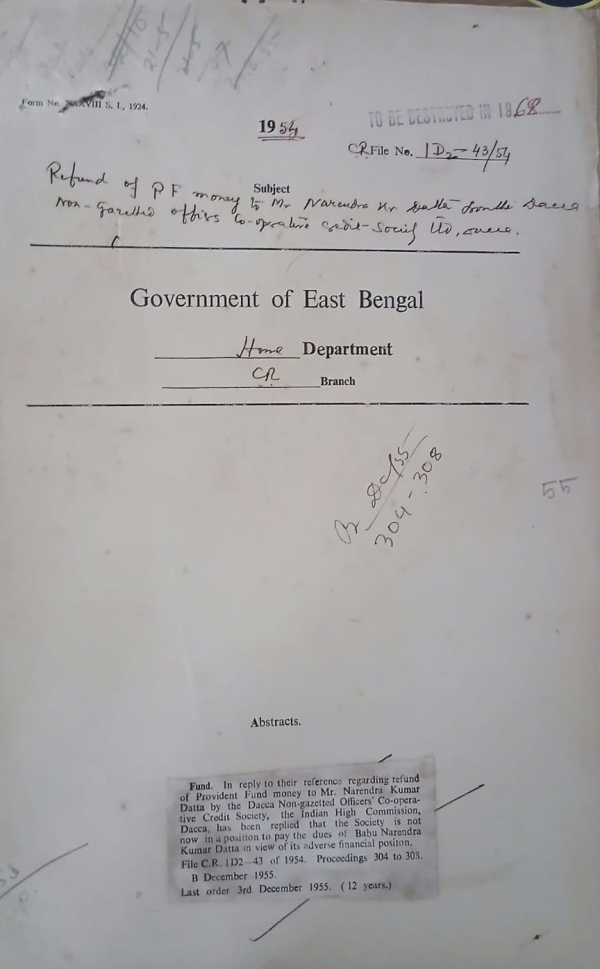 Form No. XXXVIII S. I., 1924.
TO BE DESTROYED IN 1968
1954
C.R. File No. 1D2-43/54
Subject
Refund of P F money to Mr. Narendra Kr Datta from the Dacca
Non-Gazetted officers Co-operative Credit-Society Ltd,
Government of East Bengal
Home Department
CR Branch
B Dec/55
304-308
55
Abstracts.
Fund. In reply to their reference regarding refund
of Provident Fund money to Mr. Narendra Kumar
Datta by the Dacca Non-gazetted Officers' Co-opera-
tive Credit Society, the Indian High Commission,
Dacca, has been replied that the Society is not
now in a position to pay the dues of Babu Narendra
Kumar Datta in view of its adverse financial positon.
File C.R. 1D2-43 of 1954. Proceedings 304 to 308.
B December 1955.
Last order 3rd December 1955. (12 years.)